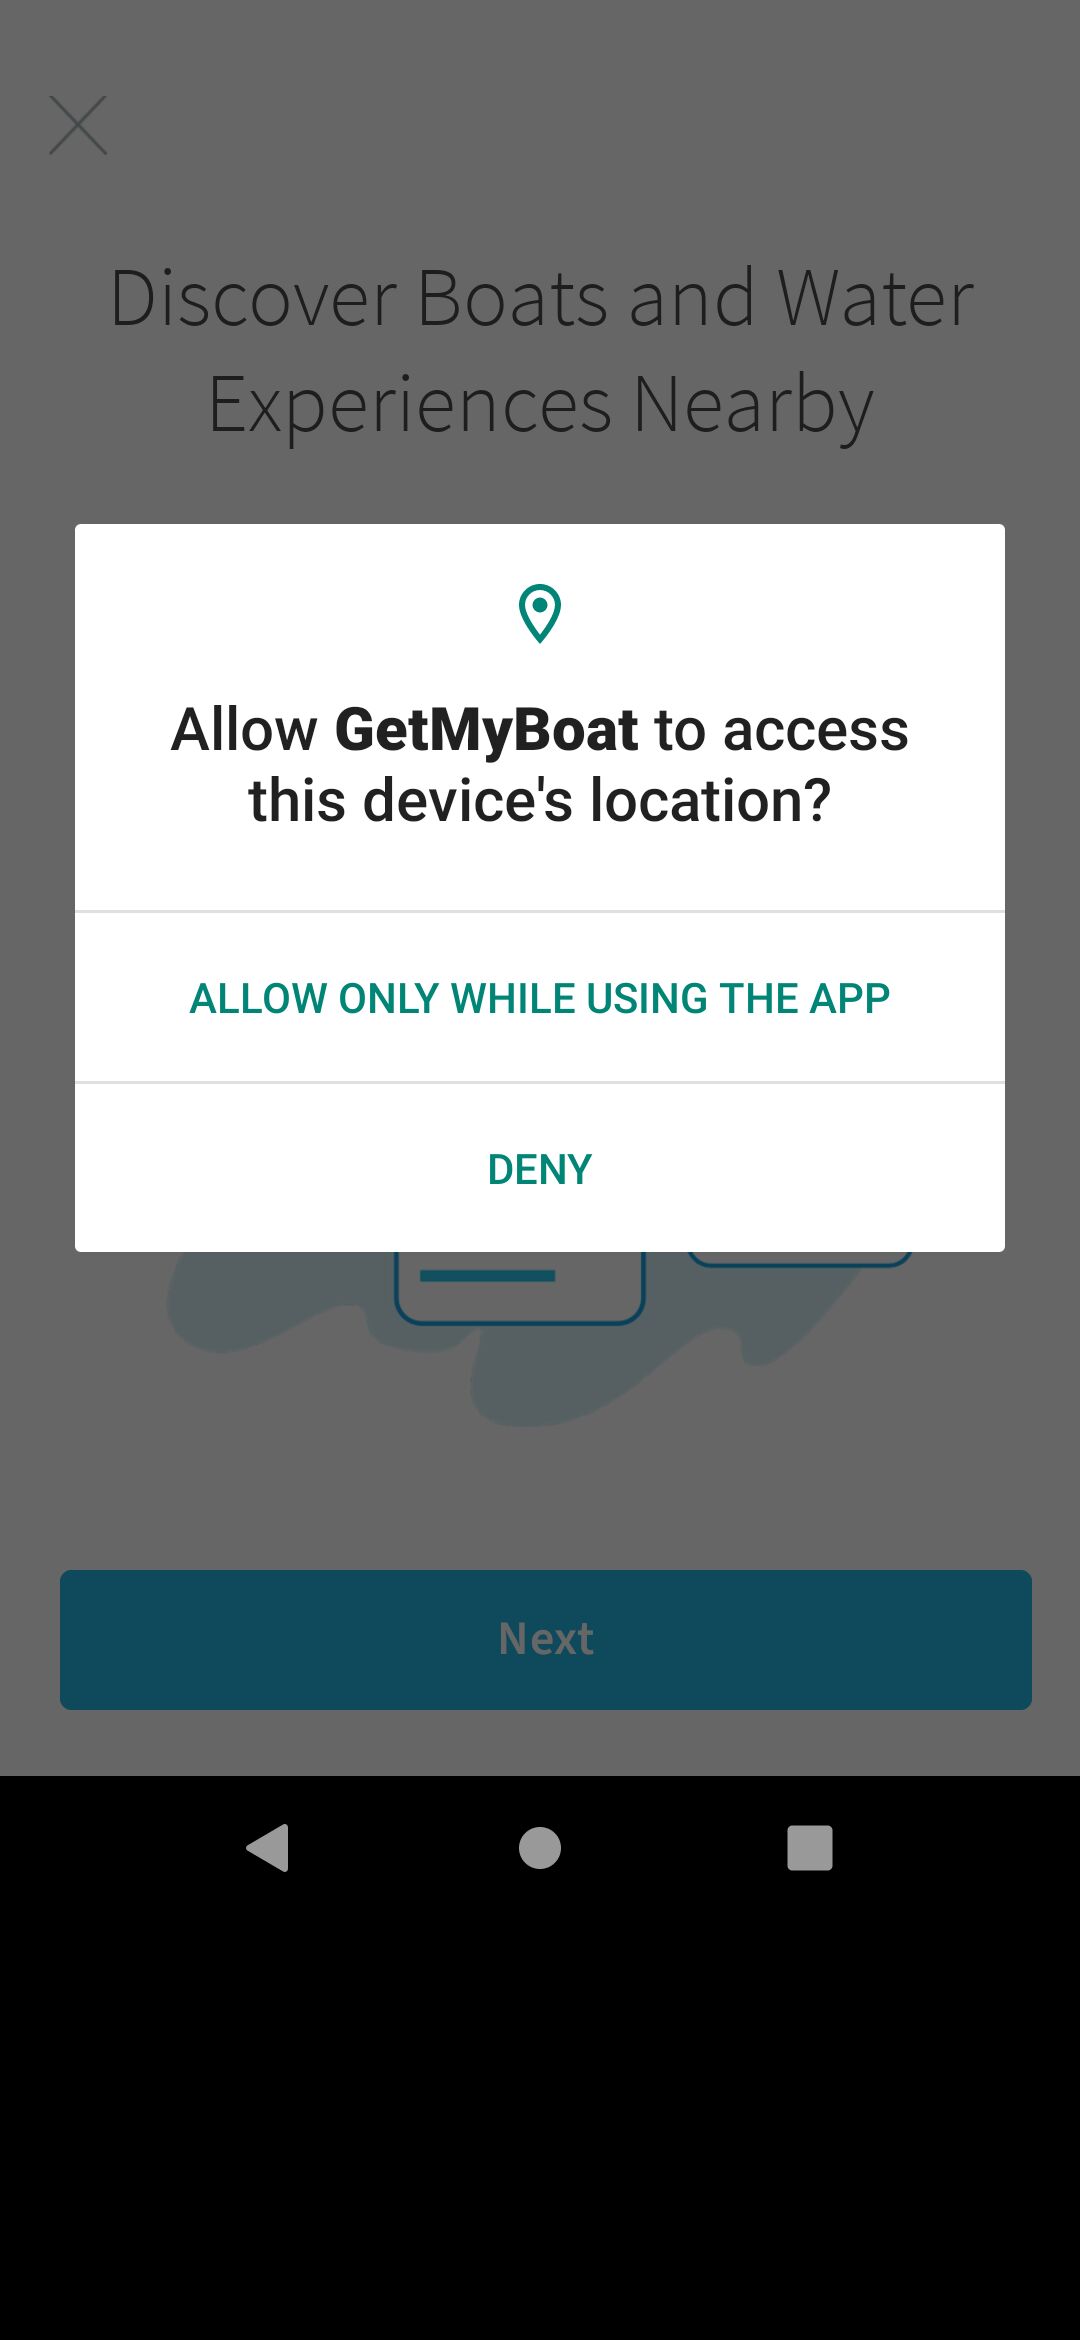 Discover Boats and Water
Experiences Nearby
Allow GetMyBoat to access
this device's location?
ALLOW ONLY WHILE USING THE APP
DENY
Next